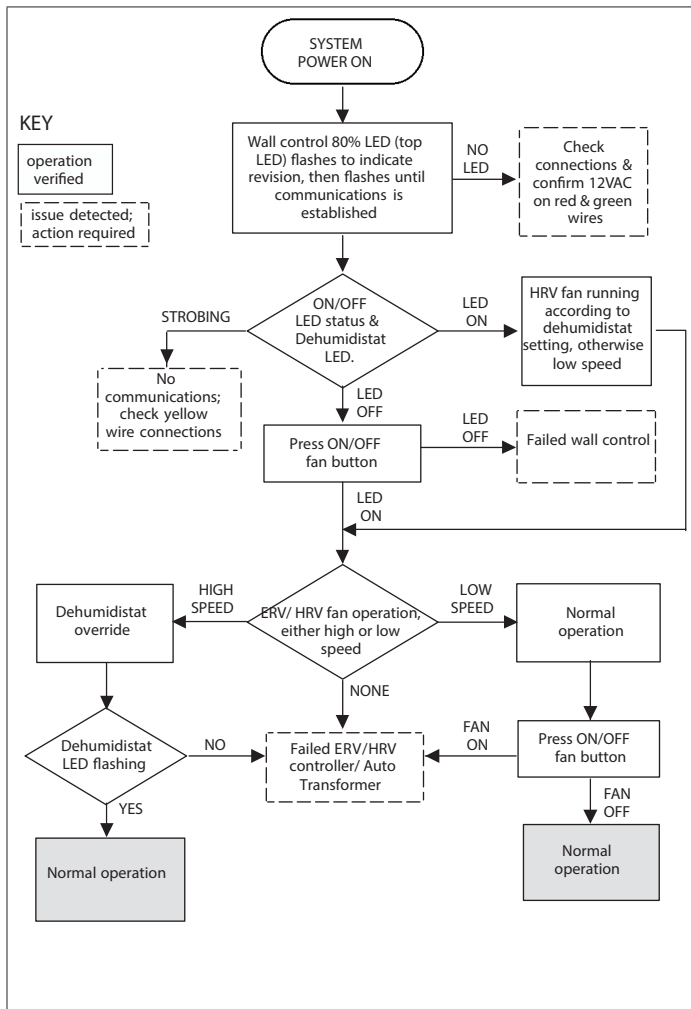 SYSTEM
POWER ON
KEY
operation
verified
issue detected;
action required
Wall control 80% LED (top
LED) flashes to indicate
revision, then flashes until
communications is
established
NO
LED
Check
connections &
confirm 12VAC
on red & green
wires
STROBING
ON/OFF
LED status &
Dehumidistat
LED.
LED
ON
HRV fan running
according to
dehumidistat
setting, otherwise
low speed
No
communications;
check yellow
wire connections
LED
OFF
Press ON/OFF
fan button
LED
OFF
Failed wall control
LED
ON
Dehumidistat
override
HIGH
SPEED
ERV/ HRV fan operation,
either high or low
speed
LOW
SPEED
Normal
operation
NONE
Dehumidistat
LED flashing
NO
Failed ERV/HRV
controller/ Auto
Transformer
FAN
ON
Press ON/OFF
fan button
YES
FAN
OFF
Normal operation
Normal
operation